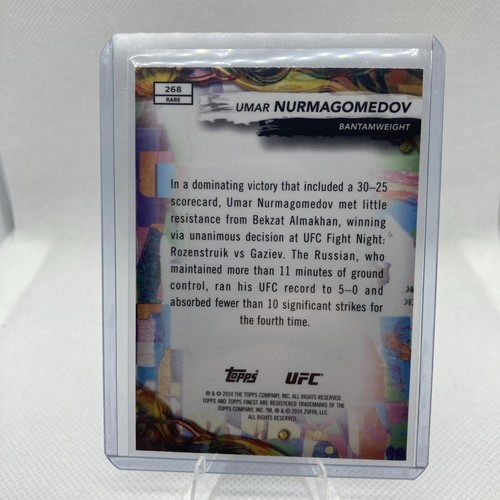 268
RARE
UMAR NURMAGOMEDOV
BANTAMWEIGHT
In a dominating victory that included a 30–25
scorecard, Umar Nurmagomedov met little
resistance from Bekzat Almakhan, winning
via unanimous decision at UFC Fight Night:
Rozenstruik vs Gaziev. The Russian, who
maintained more than 11 minutes of ground
control, ran his UFC record to 5–0 and
absorbed fewer than 10 significant strikes for
the fourth time.
Topps UFC
® & © 2024 THE TOPPS COMPANY, INC. ALL RIGHTS RESERVED.
TOPPS AND TOPPS FINEST ARE REGISTERED TRADEMARKS OF THE
TOPPS COMPANY, INC. TM, ® & © 2024 ZUFFA, LLC.
ALL RIGHTS RESERVED.